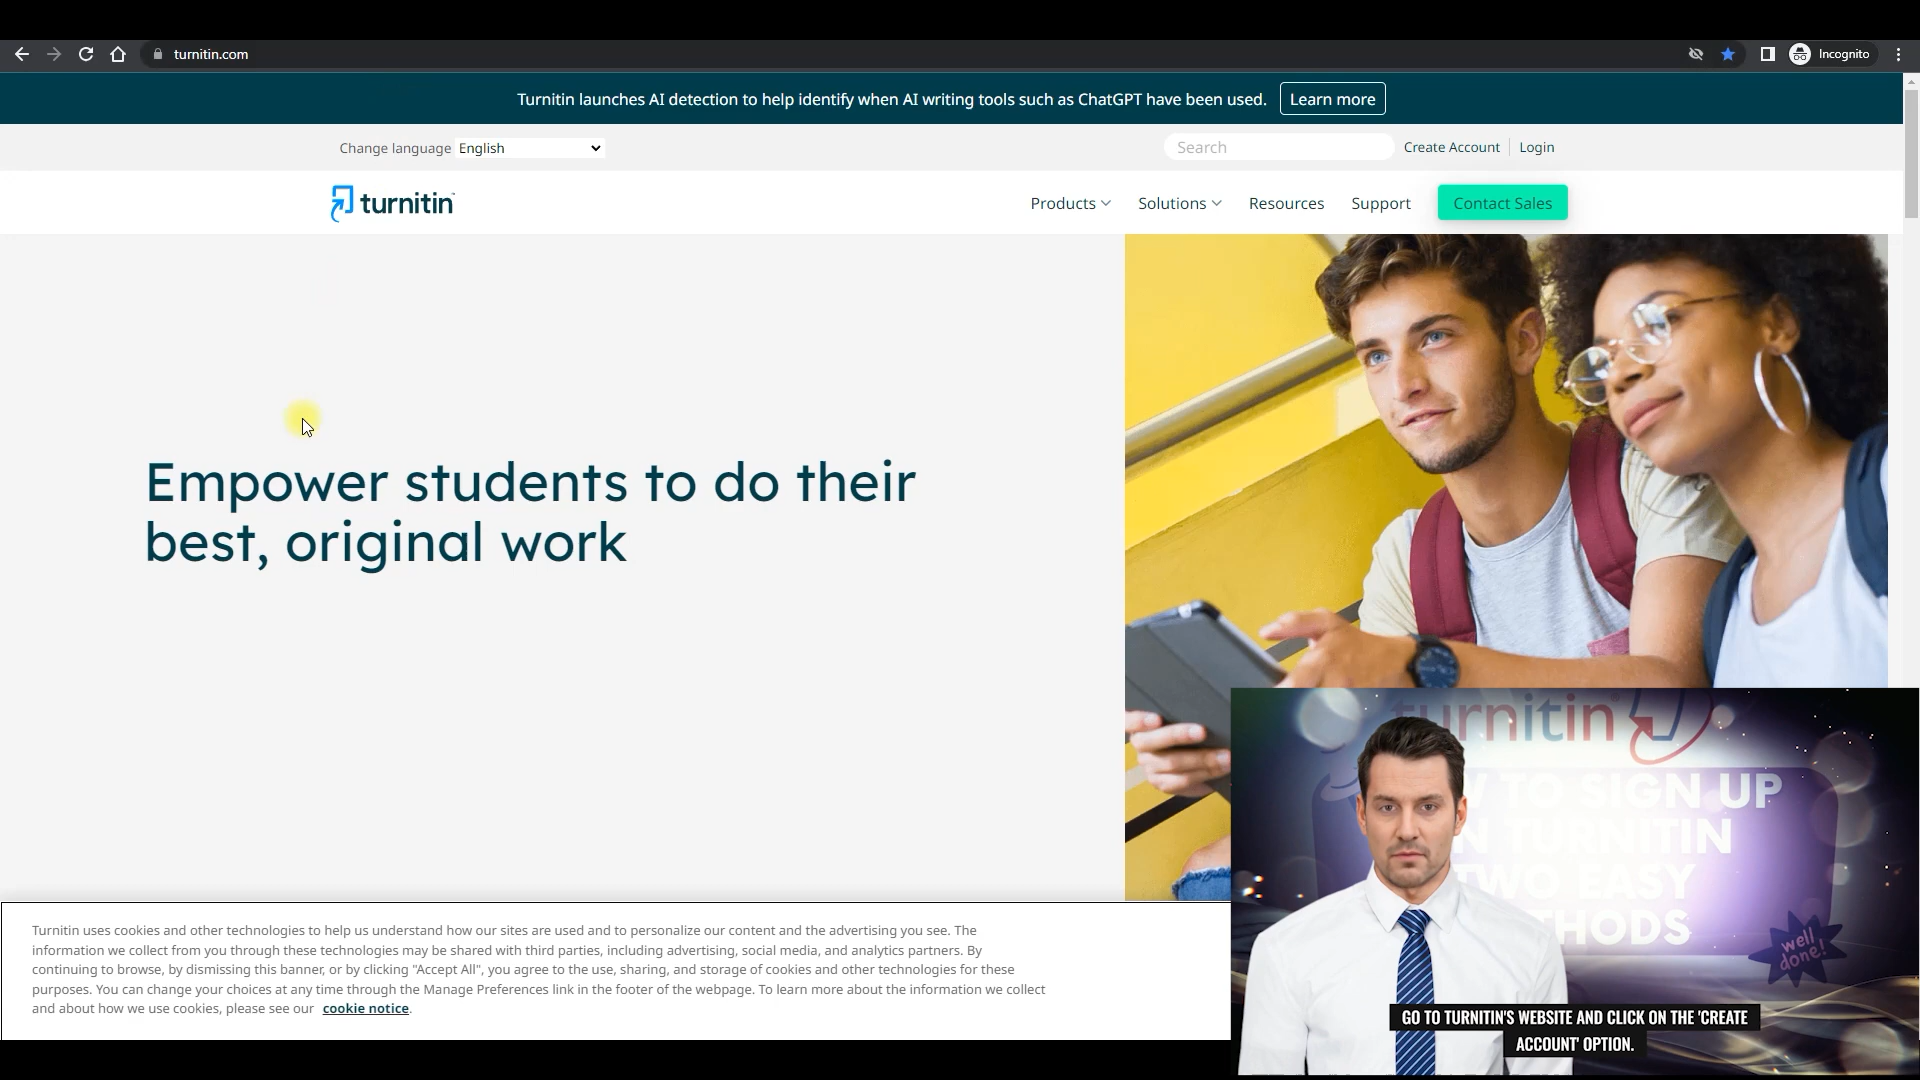 turnitin.com
Incognito
Turnitin launches AI detection to help identify when AI writing tools such as ChatGPT have been used. Learn more
Change language English
Search
Create Account Login
turnitin
Products Solutions Resources Support Contact Sales
Empower students to do their
best, original work
Turnitin uses cookies and other technologies to help us understand how our sites are used and to personalize our content and the advertising you see. The
information we collect from you through these technologies may be shared with third parties, including advertising, social media, and analytics partners. By
continuing to browse, by dismissing this banner, or by clicking "Accept All", you agree to the use, sharing, and storage of cookies and other technologies for these
purposes. You can change your choices at any time through the Manage Preferences link in the footer of the webpage. To learn more about the information we collect
and about how we use cookies, please see our cookie notice.
turnitin
TO SIGN UP
TURNITIN
TWO EASY
well
done!
GO TO TURNITIN'S WEBSITE AND CLICK ON THE 'CREATE
ACCOUNT' OPTION.